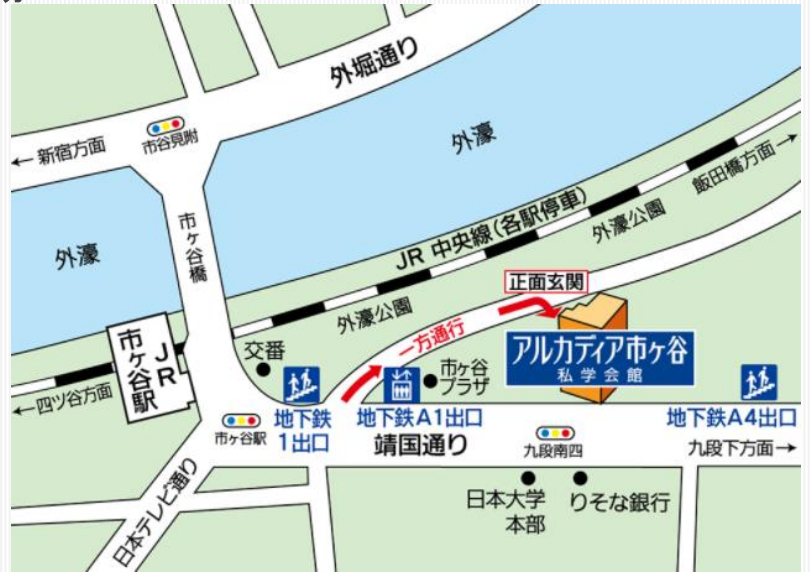 外堀通り
←新宿方面
市谷見附
外濠
飯田橋方面→
外濠
市ヶ谷橋
JR 中央線(各駅停車)
外濠公園
正面玄関
外濠公園
一方通行
JR
市ヶ谷駅
交番
市ヶ谷
プラザ
アルカディア市ヶ谷
私学会館
←四ツ谷方面
市ヶ谷駅
地下鉄
1出口
地下鉄A1出口
地下鉄A4出口
靖国通り
九段南四
九段下方面→
日本テレビ通り
日本大学
本部
りそな銀行